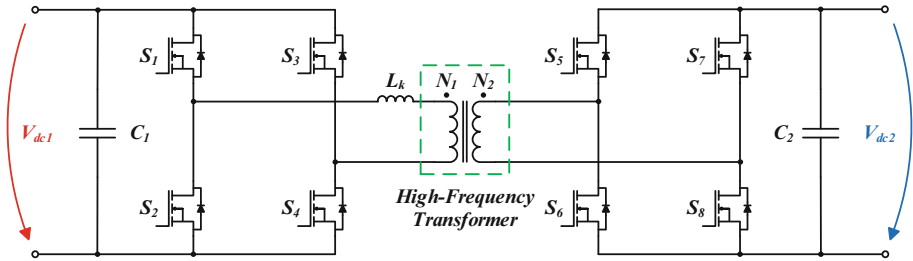 S1
S3
S5
S7
Lk
N1
N2
Vdc1
C1
C2
Vdc2
S2
S4
High-Frequency
Transformer
S6
S8